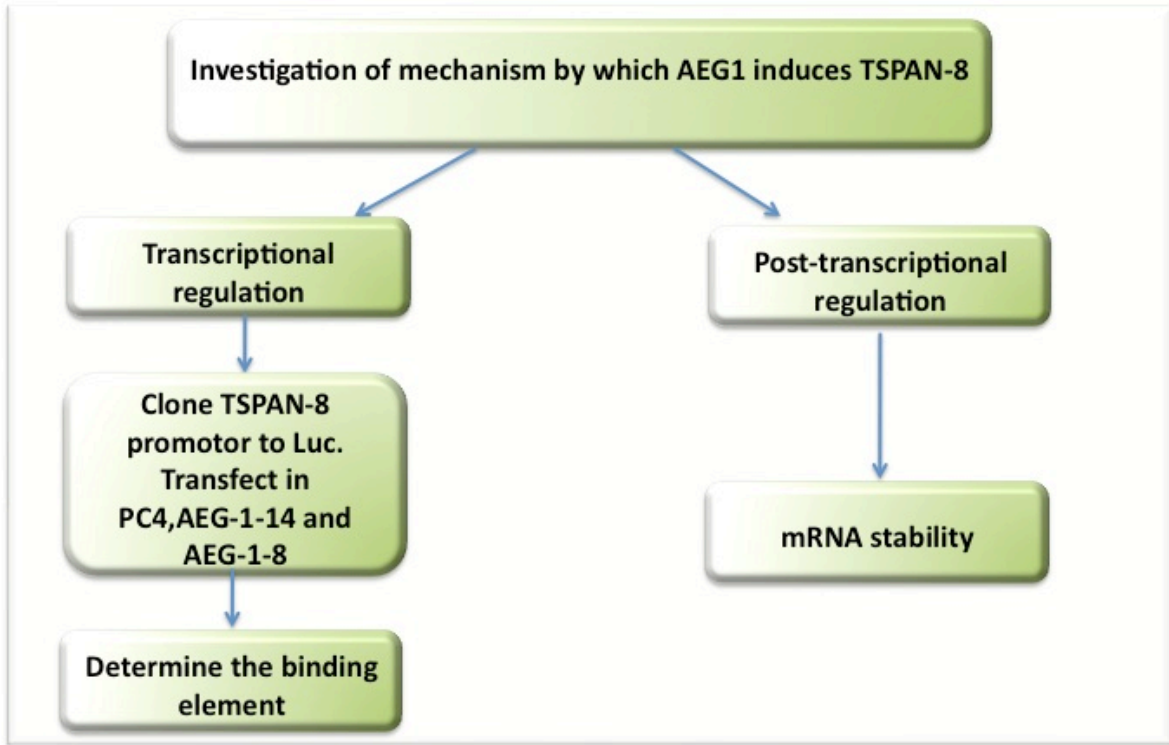 Investigation of mechanism by which AEG1 induces TSPAN-8
Transcriptional
regulation
Post-transcriptional
regulation
Clone TSPAN-8
promotor to Luc.
Transfect in
PC4,AEG-1-14 and
AEG-1-8
mRNA stability
Determine the binding
element